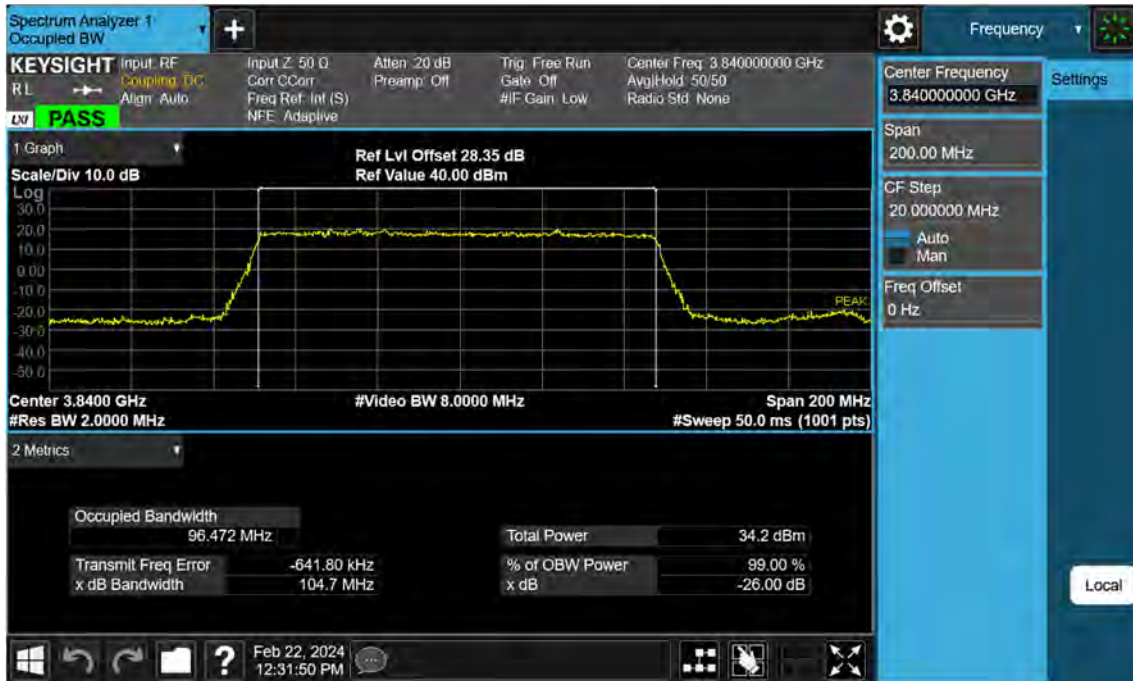 Spectrum Analyzer 1
Occupied BW
+
Frequency
KEYSIGHT
RL
LXI
PASS
Input: RF
Coupling: DC
Align: Auto
Input Z: 50 Ω
Corr CCorr
Freq Ref: Int (S)
NFE: Adaptive
Atten: 20 dB
Preamp: Off
Trig: Free Run
Gate: Off
#IF Gain: Low
Center Freq: 3.840000000 GHz
Avg|Hold: 50/50
Radio Std: None
Center Frequency
3.840000000 GHz
Settings
Span
200.00 MHz
CF Step
20.000000 MHz
Auto
Man
Freq Offset
0 Hz
1 Graph
Scale/Div 10.0 dB
Ref Lvl Offset 28.35 dB
Ref Value 40.00 dBm
Log
30.0
20.0
10.0
0.00
-10.0
-20.0
-30.0
-40.0
-50.0
PEAK
Center 3.8400 GHz
#Video BW 8.0000 MHz
Span 200 MHz
#Res BW 2.0000 MHz
#Sweep 50.0 ms (1001 pts)
2 Metrics
Occupied Bandwidth
96.472 MHz
Total Power
34.2 dBm
Transmit Freq Error
-641.80 kHz
% of OBW Power
99.00 %
x dB Bandwidth
104.7 MHz
x dB
-26.00 dB
Local
?
Feb 22, 2024
12:31:50 PM